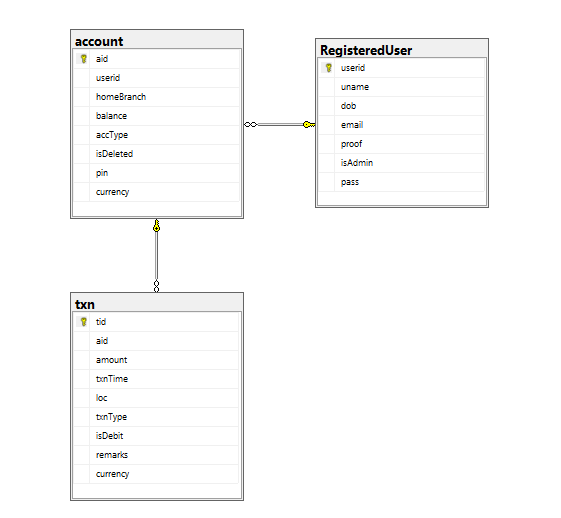 account
aid
userid
homeBranch
balance
accType
isDeleted
pin
currency
RegisteredUser
userid
uname
dob
email
proof
isAdmin
pass
txn
tid
aid
amount
txnTime
loc
txnType
isDebit
remarks
currency